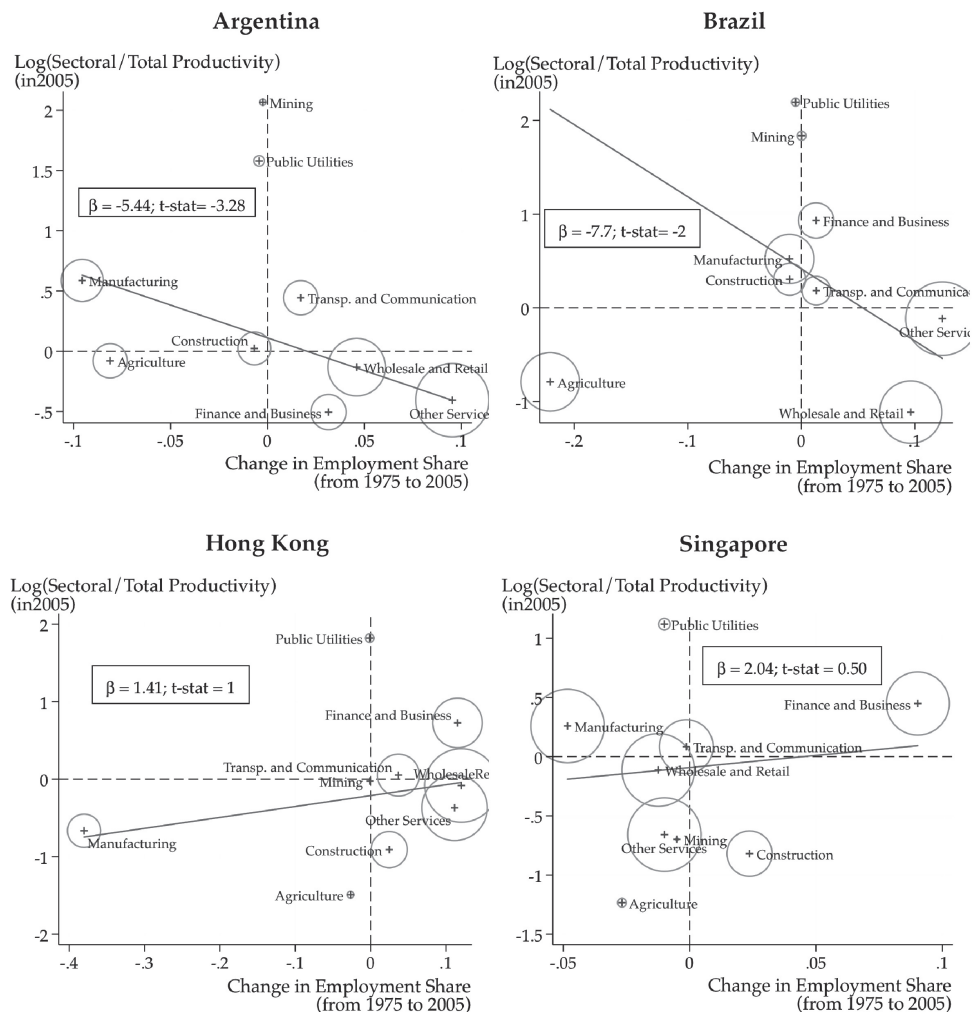 Argentina
Log(Sectoral/Total Productivity)
(in2005)
2
1.5
1
.5
0
-.5
Mining
Public Utilities
β = -5.44; t-stat= -3.28
Manufacturing
Transp. and Communication
Construction
Agriculture
Wholesale and Retail
Finance and Business
Other Service
-.1
-.05
0
.05
.1
Change in Employment Share
(from 1975 to 2005)
Brazil
Log(Sectoral/Total Productivity)
(in2005)
2
1
0
-1
Public Utilities
Mining
Finance and Business
β = -7.7; t-stat= -2
Manufacturing
Construction
Transp. and Communica
Other Servic
Agriculture
Wholesale and Retail
-.2
-.1
0
.1
Change in Employment Share
(from 1975 to 2005)
Hong Kong
Log(Sectoral/Total Productivity)
(in2005)
2
1
0
-1
-2
Public Utilities
β = 1.41; t-stat = 1
Finance and Business
Transp. and Communication
WholesaleRe
Mining
Other Services
Manufacturing
Construction
Agriculture
-.4
-.3
-.2
-.1
0
.1
Change in Employment Share
(from 1975 to 2005)
Singapore
Log(Sectoral/Total Productivity)
(in2005)
1
.5
0
-.5
-1
-1.5
Public Utilities
β = 2.04; t-stat = 0.50
Finance and Business
Manufacturing
Transp. and Communication
Wholesale and Retail
Mining
Other Services
Construction
Agriculture
-.05
0
.05
.1
Change in Employment Share
(from 1975 to 2005)